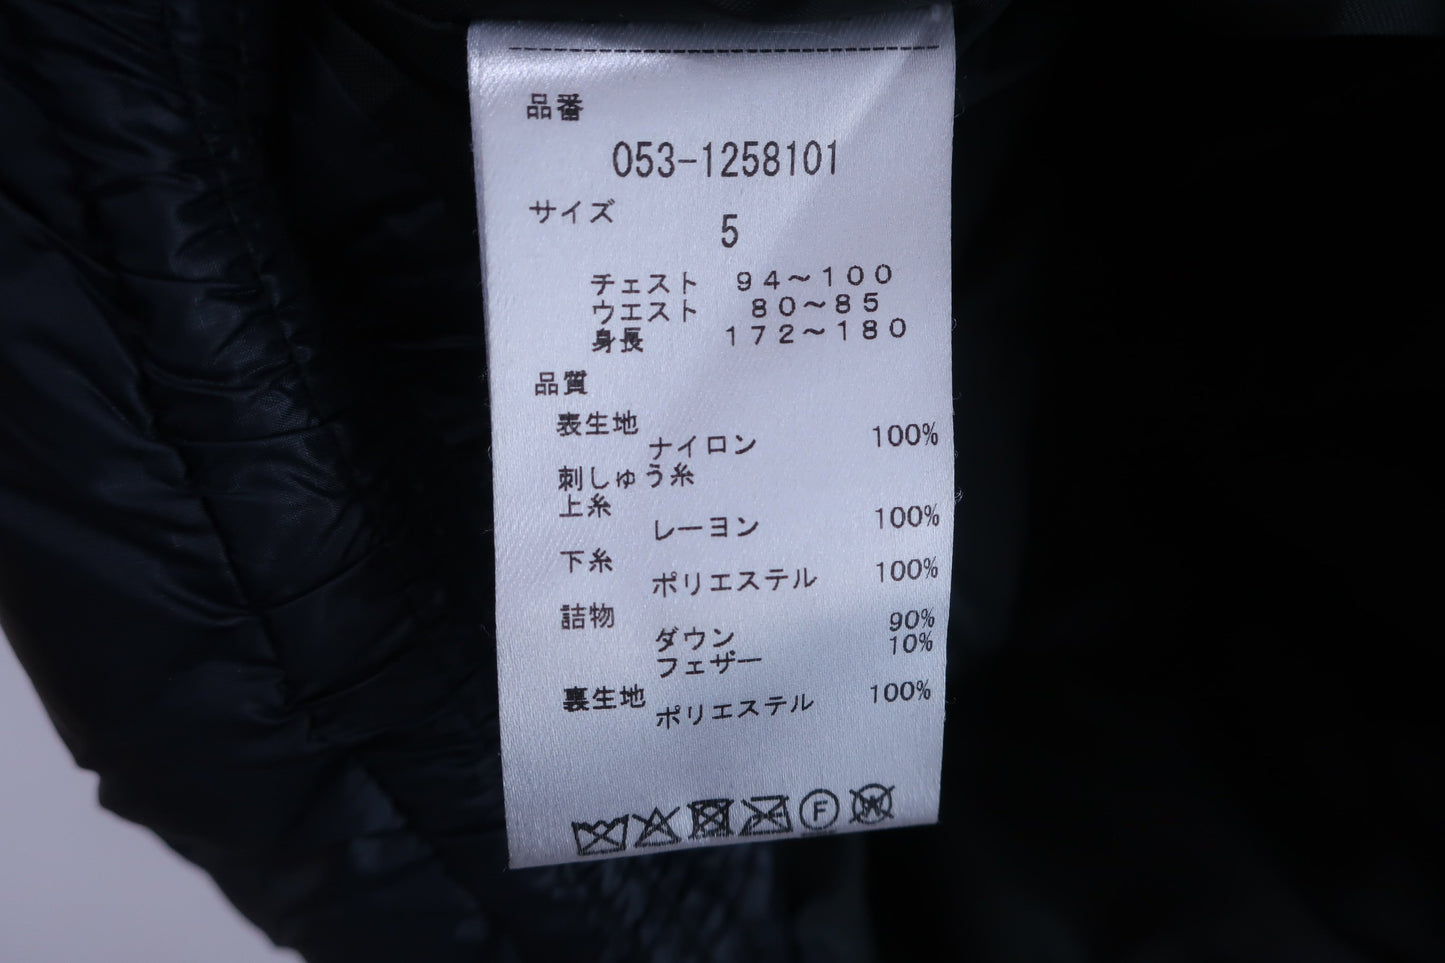 品番
053-1258101
サイズ
5
チェスト 94～100
ウエスト 80～85
身長 172～180
品質
表生地
ナイロン 100%
刺しゅう糸
上糸
レーヨン 100%
下糸
ポリエステル 100%
詰物
ダウン 90%
フェザー 10%
裏生地
ポリエステル 100%
F W